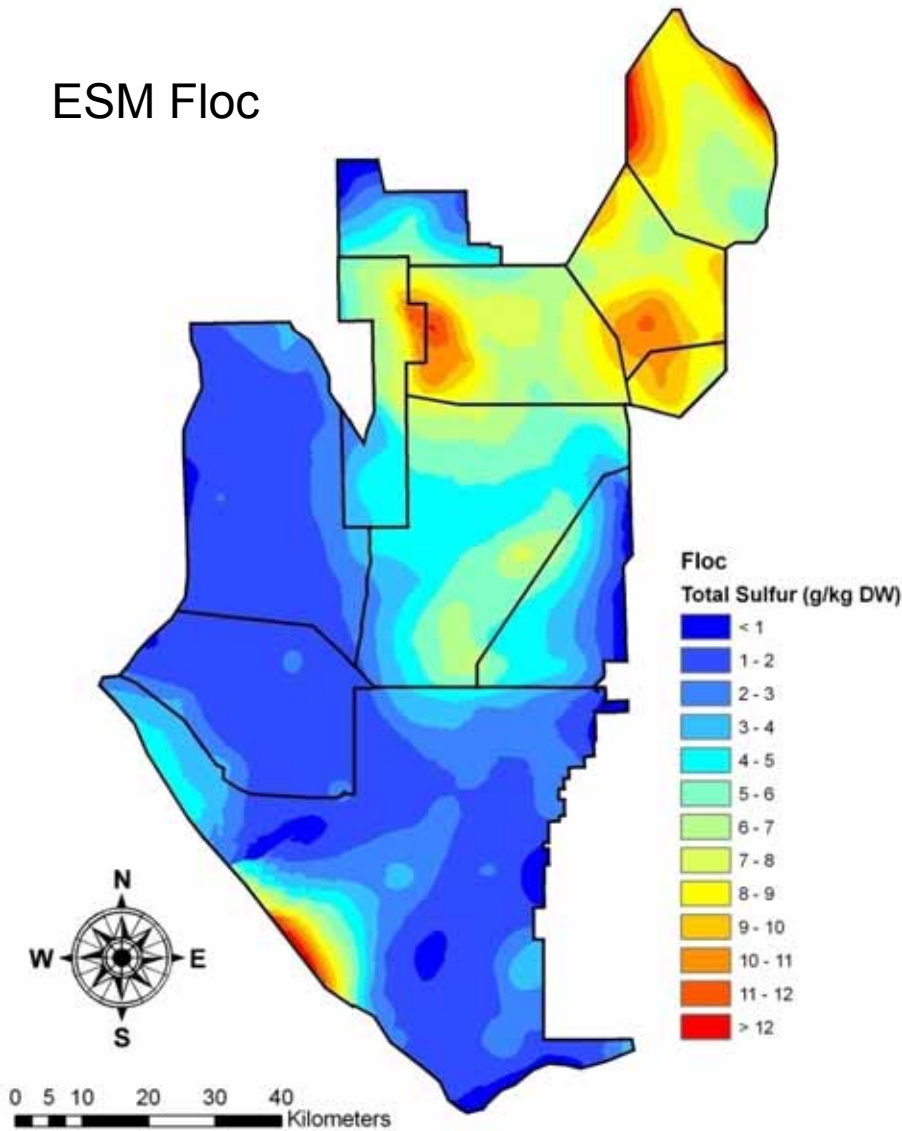 ESM Floc
Floc
Total Sulfur (g/kg DW)
< 1
1 - 2
2 - 3
3 - 4
4 - 5
5 - 6
6 - 7
7 - 8
8 - 9
9 - 10
10 - 11
11 - 12
> 12
N
W E
S
0 5 10 20 30 40
Kilometers